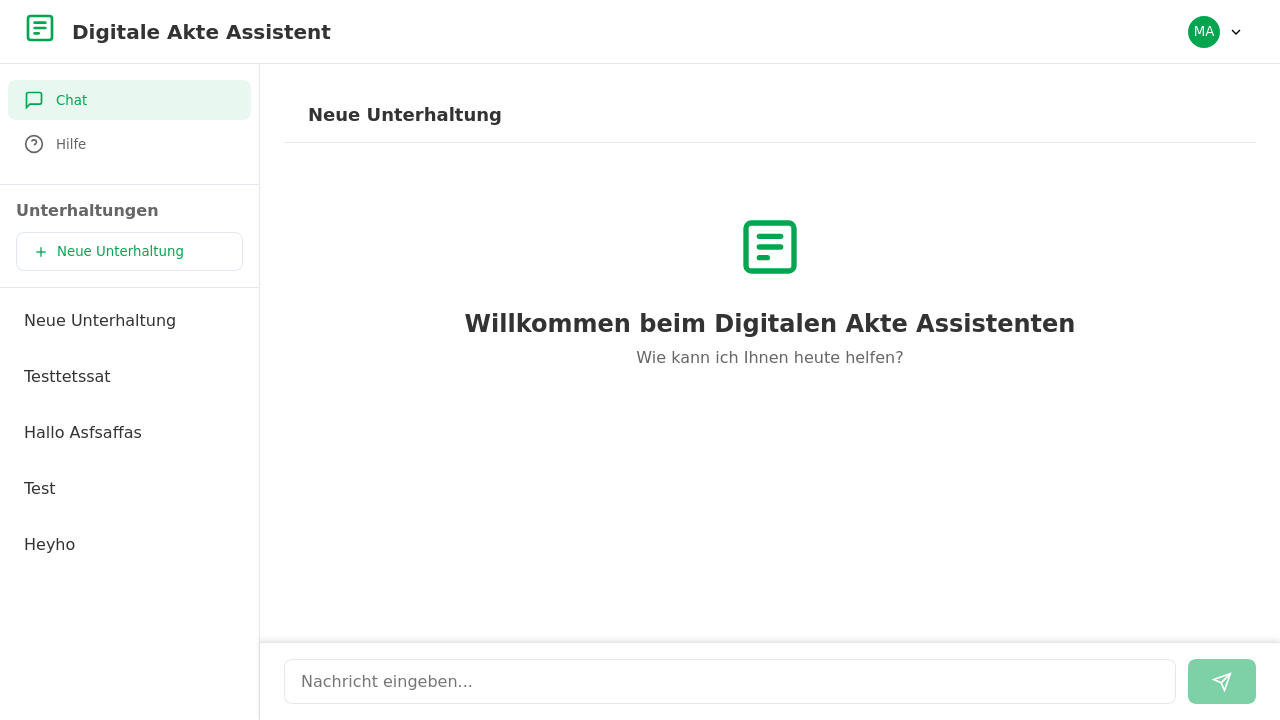 Digitale Akte Assistent
MA
Chat
Hilfe
Unterhaltungen
Neue Unterhaltung
Neue Unterhaltung
Testtetssat
Hallo Asfsaffas
Test
Heyho
Neue Unterhaltung
Willkommen beim Digitalen Akte Assistenten
Wie kann ich Ihnen heute helfen?
Nachricht eingeben...